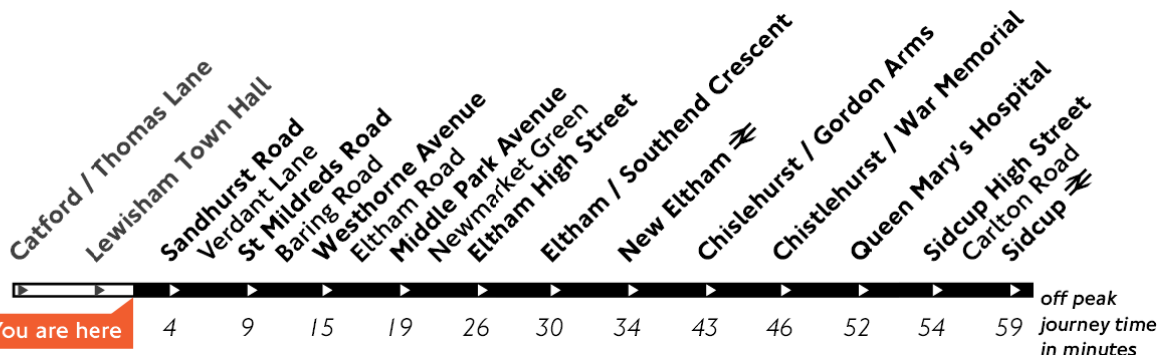 Catford / Thomas Lane
Lewisham Town Hall
Sandhurst Road
Verdant Lane
St Mildreds Road
Baring Road
Westhorne Avenue
Eltham Road
Middle Park Avenue
Newmarket Green
Eltham High Street
Eltham / Southend Crescent
New Eltham
Chislehurst / Gordon Arms
Chistlehurst / War Memorial
Queen Mary's Hospital
Sidcup High Street
Carlton Road
Sidcup
You are here
4 9 15 19 26 30 34 43 46 52 54 59
off peak
journey time
in minutes